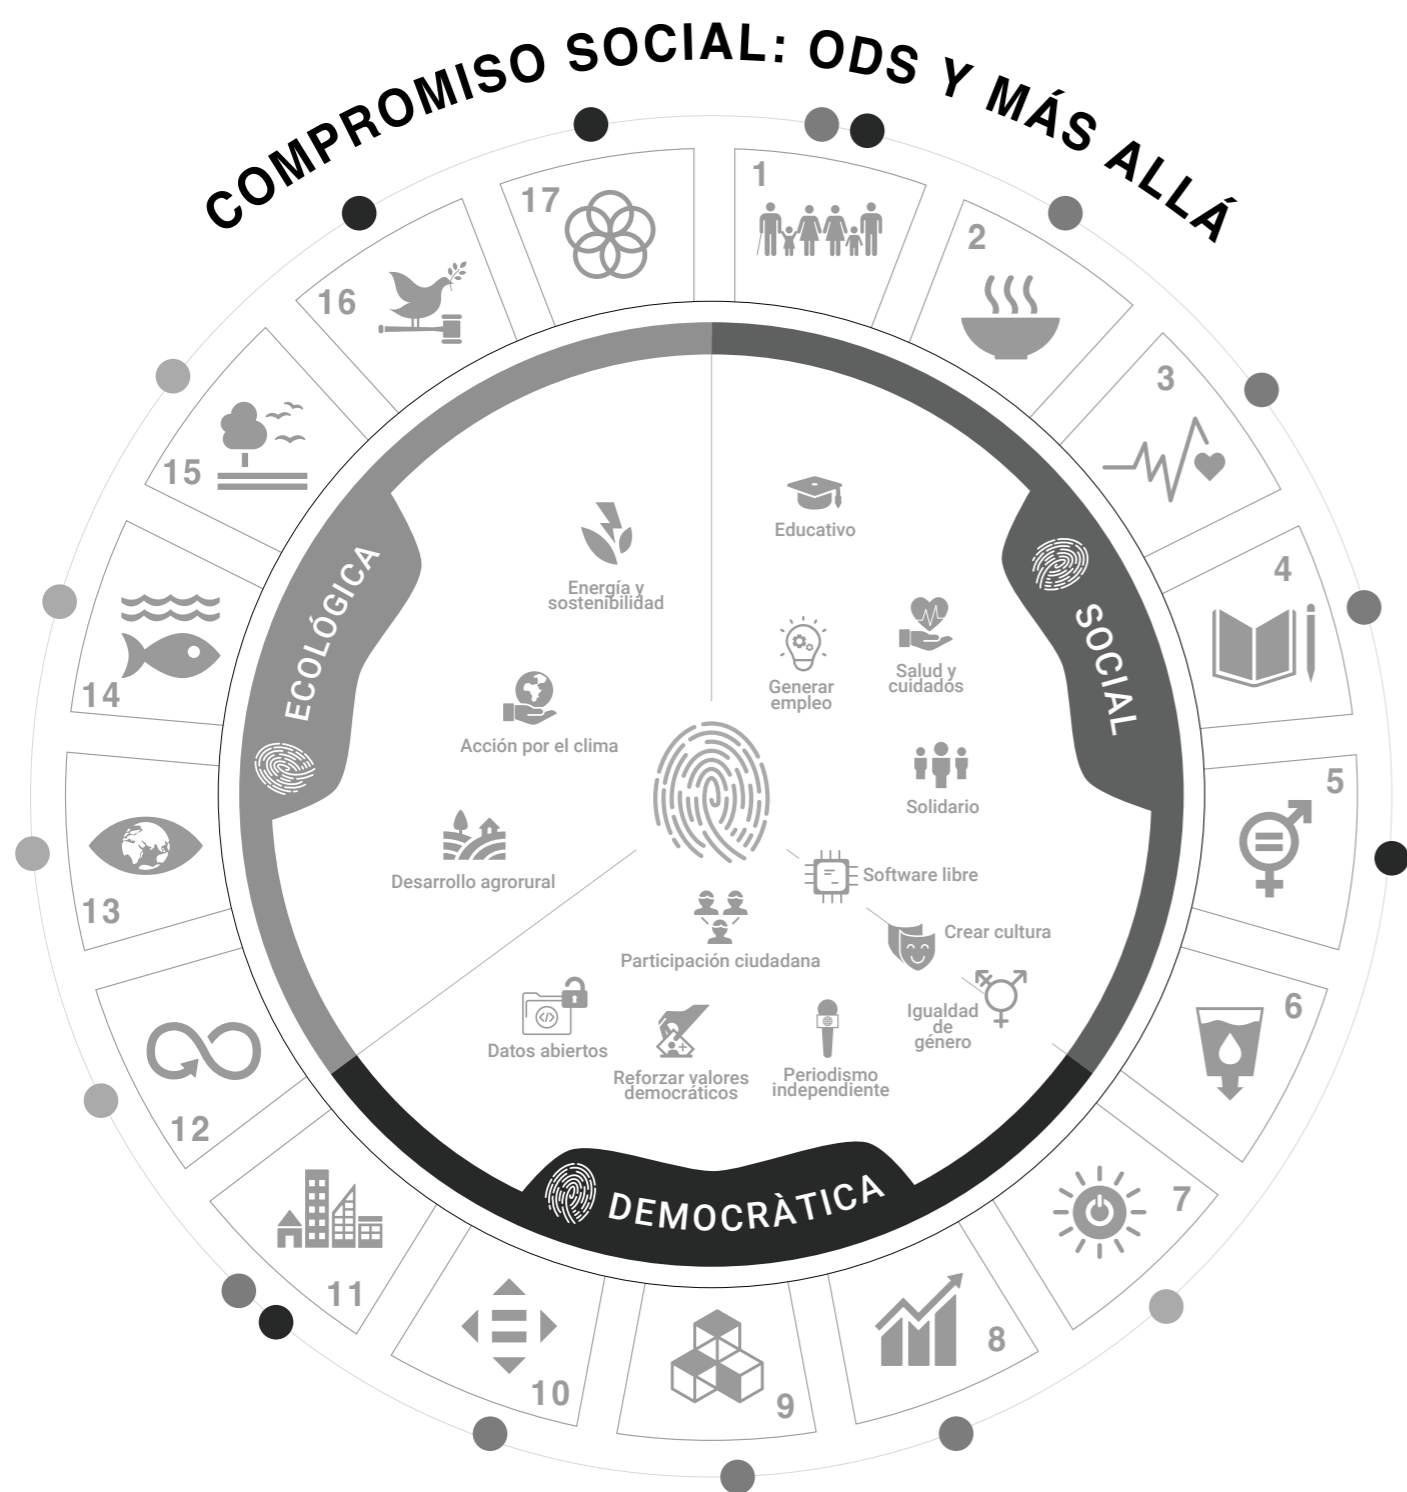 COMPROMISO SOCIAL: ODS Y MÁS ALLÁ
1
2
3
4
5
6
7
8
9
10
11
12
13
14
15
16
17
ECOLÓGICA
SOCIAL
DEMOCRÀTICA
Educativo
Energía y
sostenibilidad
Generar
empleo
Salud y
cuidados
Acción por el clima
Solidario
Desarrollo agrorural
Software libre
Crear cultura
Participación ciudadana
Igualdad
de
género
Datos abiertos
</>
Reforzar valores
democráticos
Periodismo
independiente